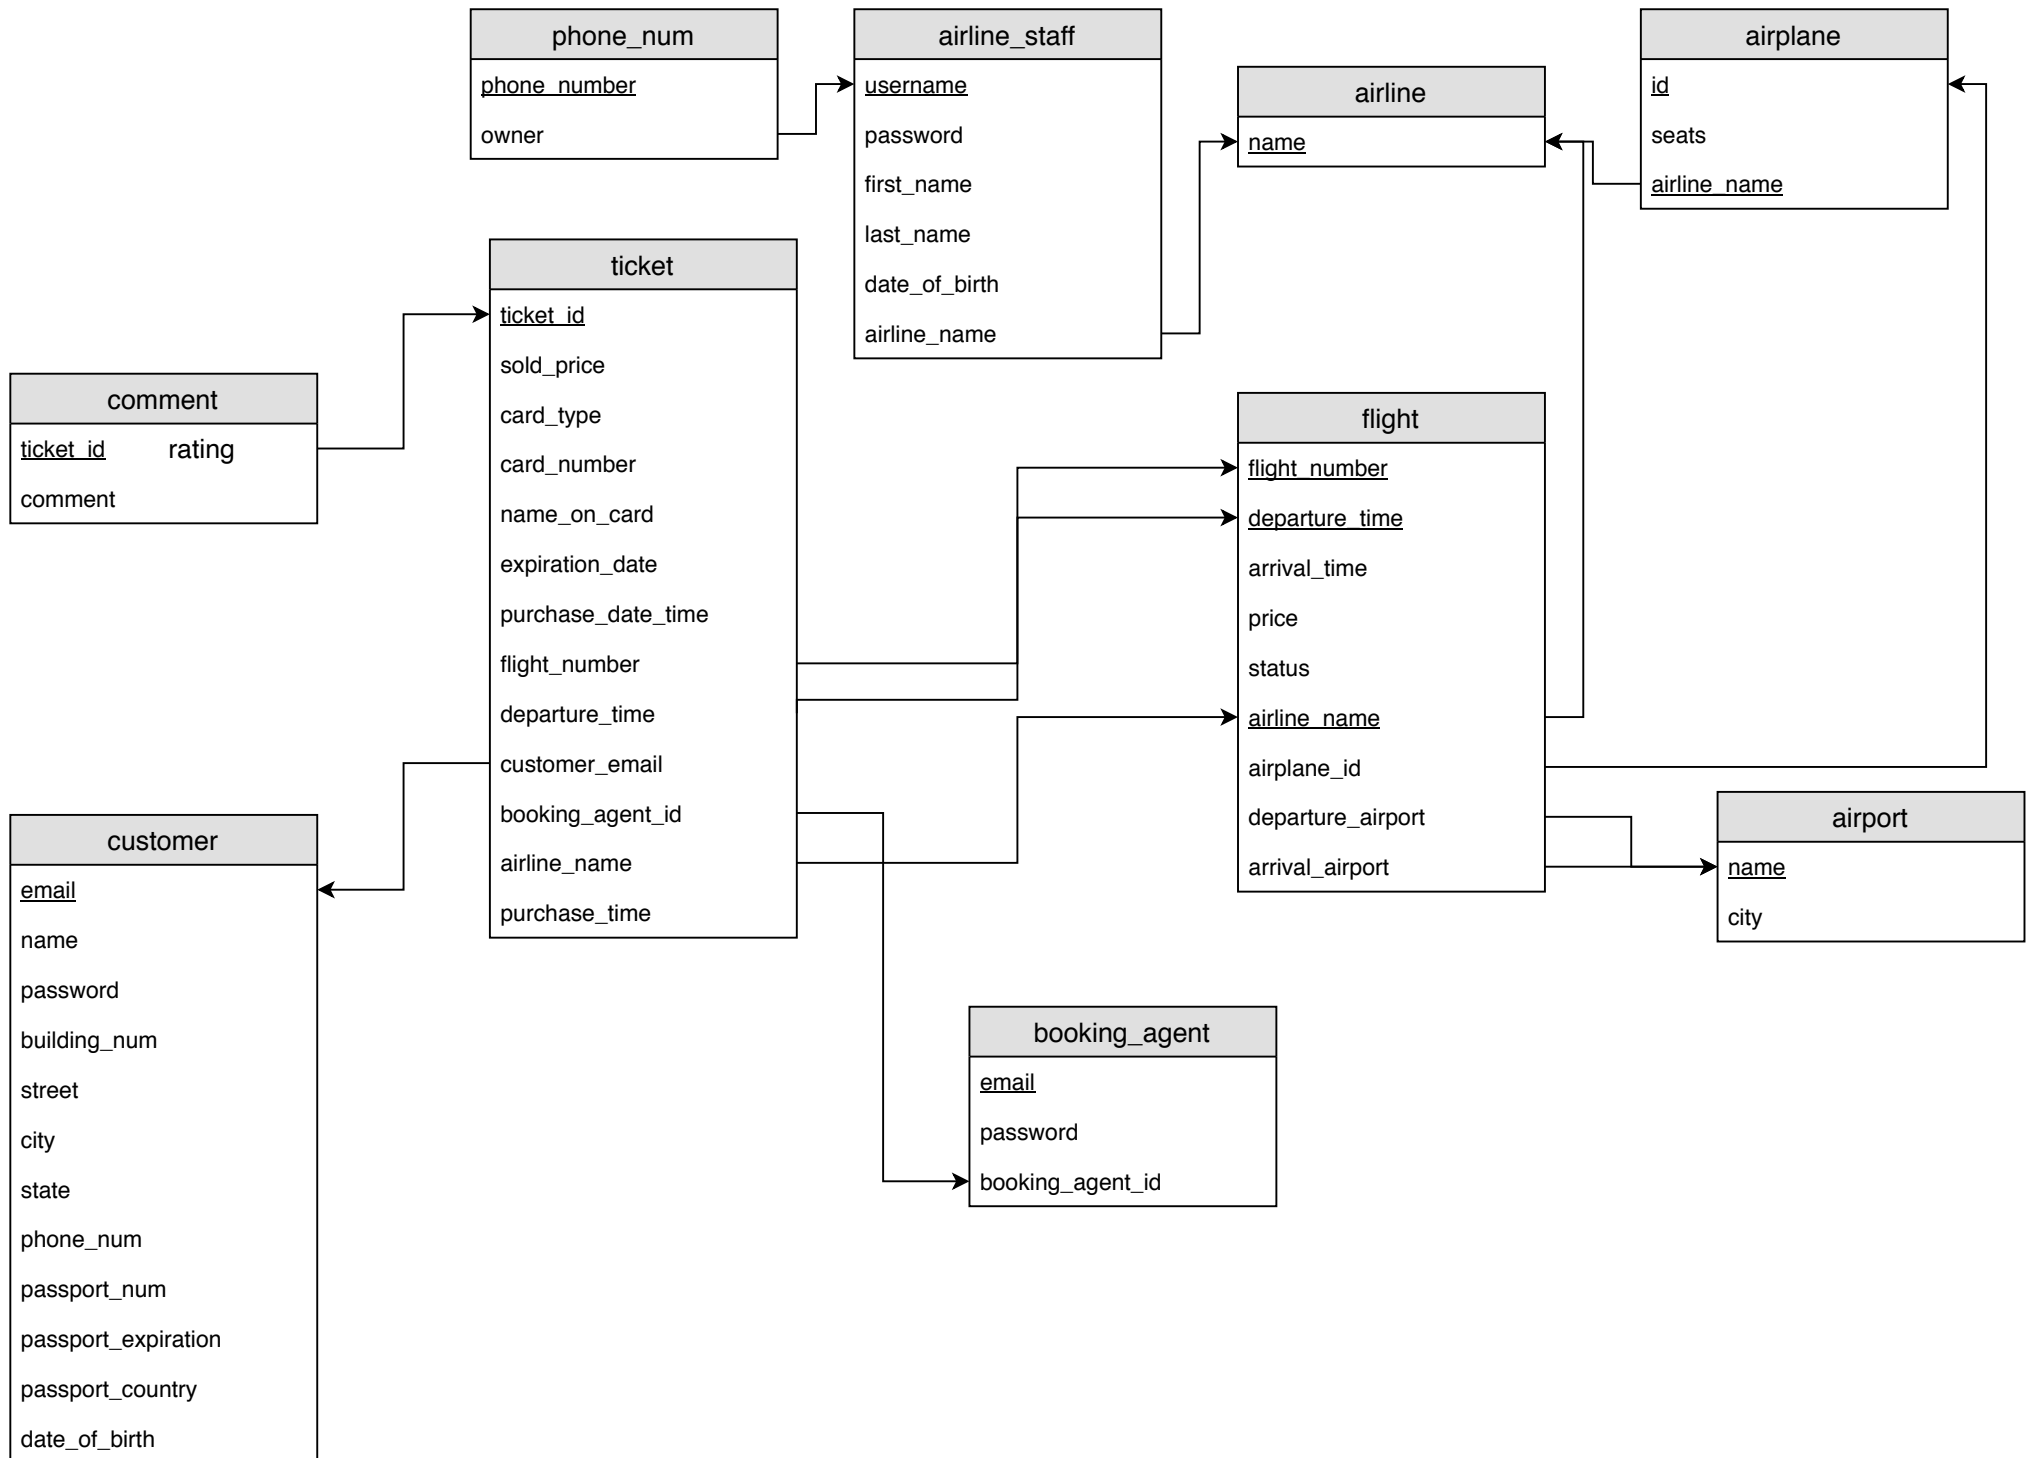 phone_num
phone_number
owner
airline_staff
username
password
first_name
last_name
date_of_birth
airline_name
airline
name
airplane
id
seats
airline_name
ticket
ticket_id
sold_price
card_type
card_number
name_on_card
expiration_date
purchase_date_time
flight_number
departure_time
customer_email
booking_agent_id
airline_name
purchase_time
comment
ticket_id rating
comment
flight
flight_number
departure_time
arrival_time
price
status
airline_name
airplane_id
departure_airport
arrival_airport
airport
name
city
customer
email
name
password
building_num
street
city
state
phone_num
passport_num
passport_expiration
passport_country
date_of_birth
booking_agent
email
password
booking_agent_id